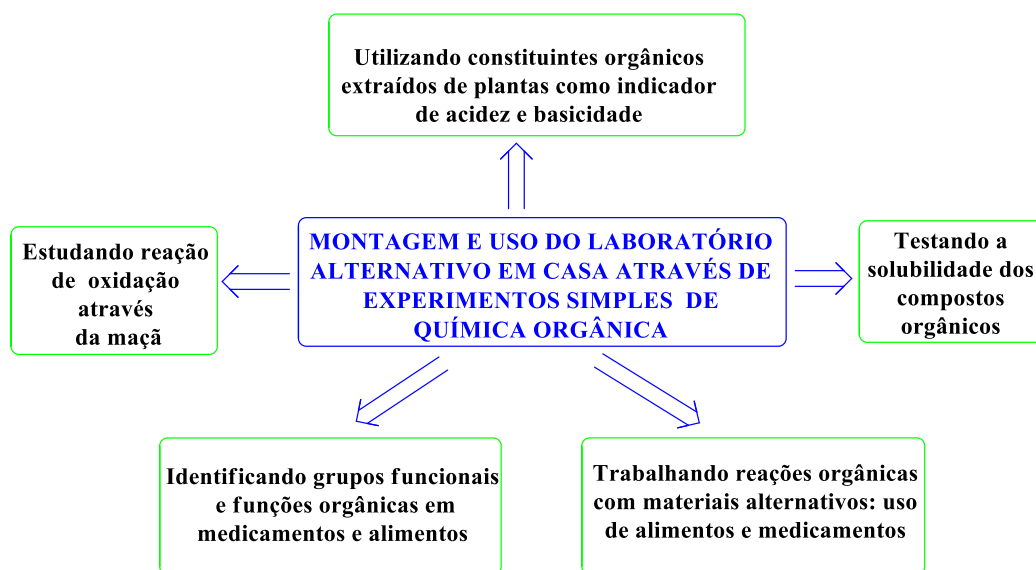 Utilizando constituintes orgânicos
extraídos de plantas como indicador
de acidez e basicidade
MONTAGEM E USO DO LABORATÓRIO
ALTERNATIVO EM CASA ATRAVÉS DE
EXPERIMENTOS SIMPLES DE
QUÍMICA ORGÂNICA
Estudando reação
de oxidação
através
da maçã
Testando a
solubilidade dos
compostos
orgânicos
Identificando grupos funcionais
e funções orgânicas em
medicamentos e alimentos
Trabalhando reações orgânicas
com materiais alternativos: uso
de alimentos e medicamentos